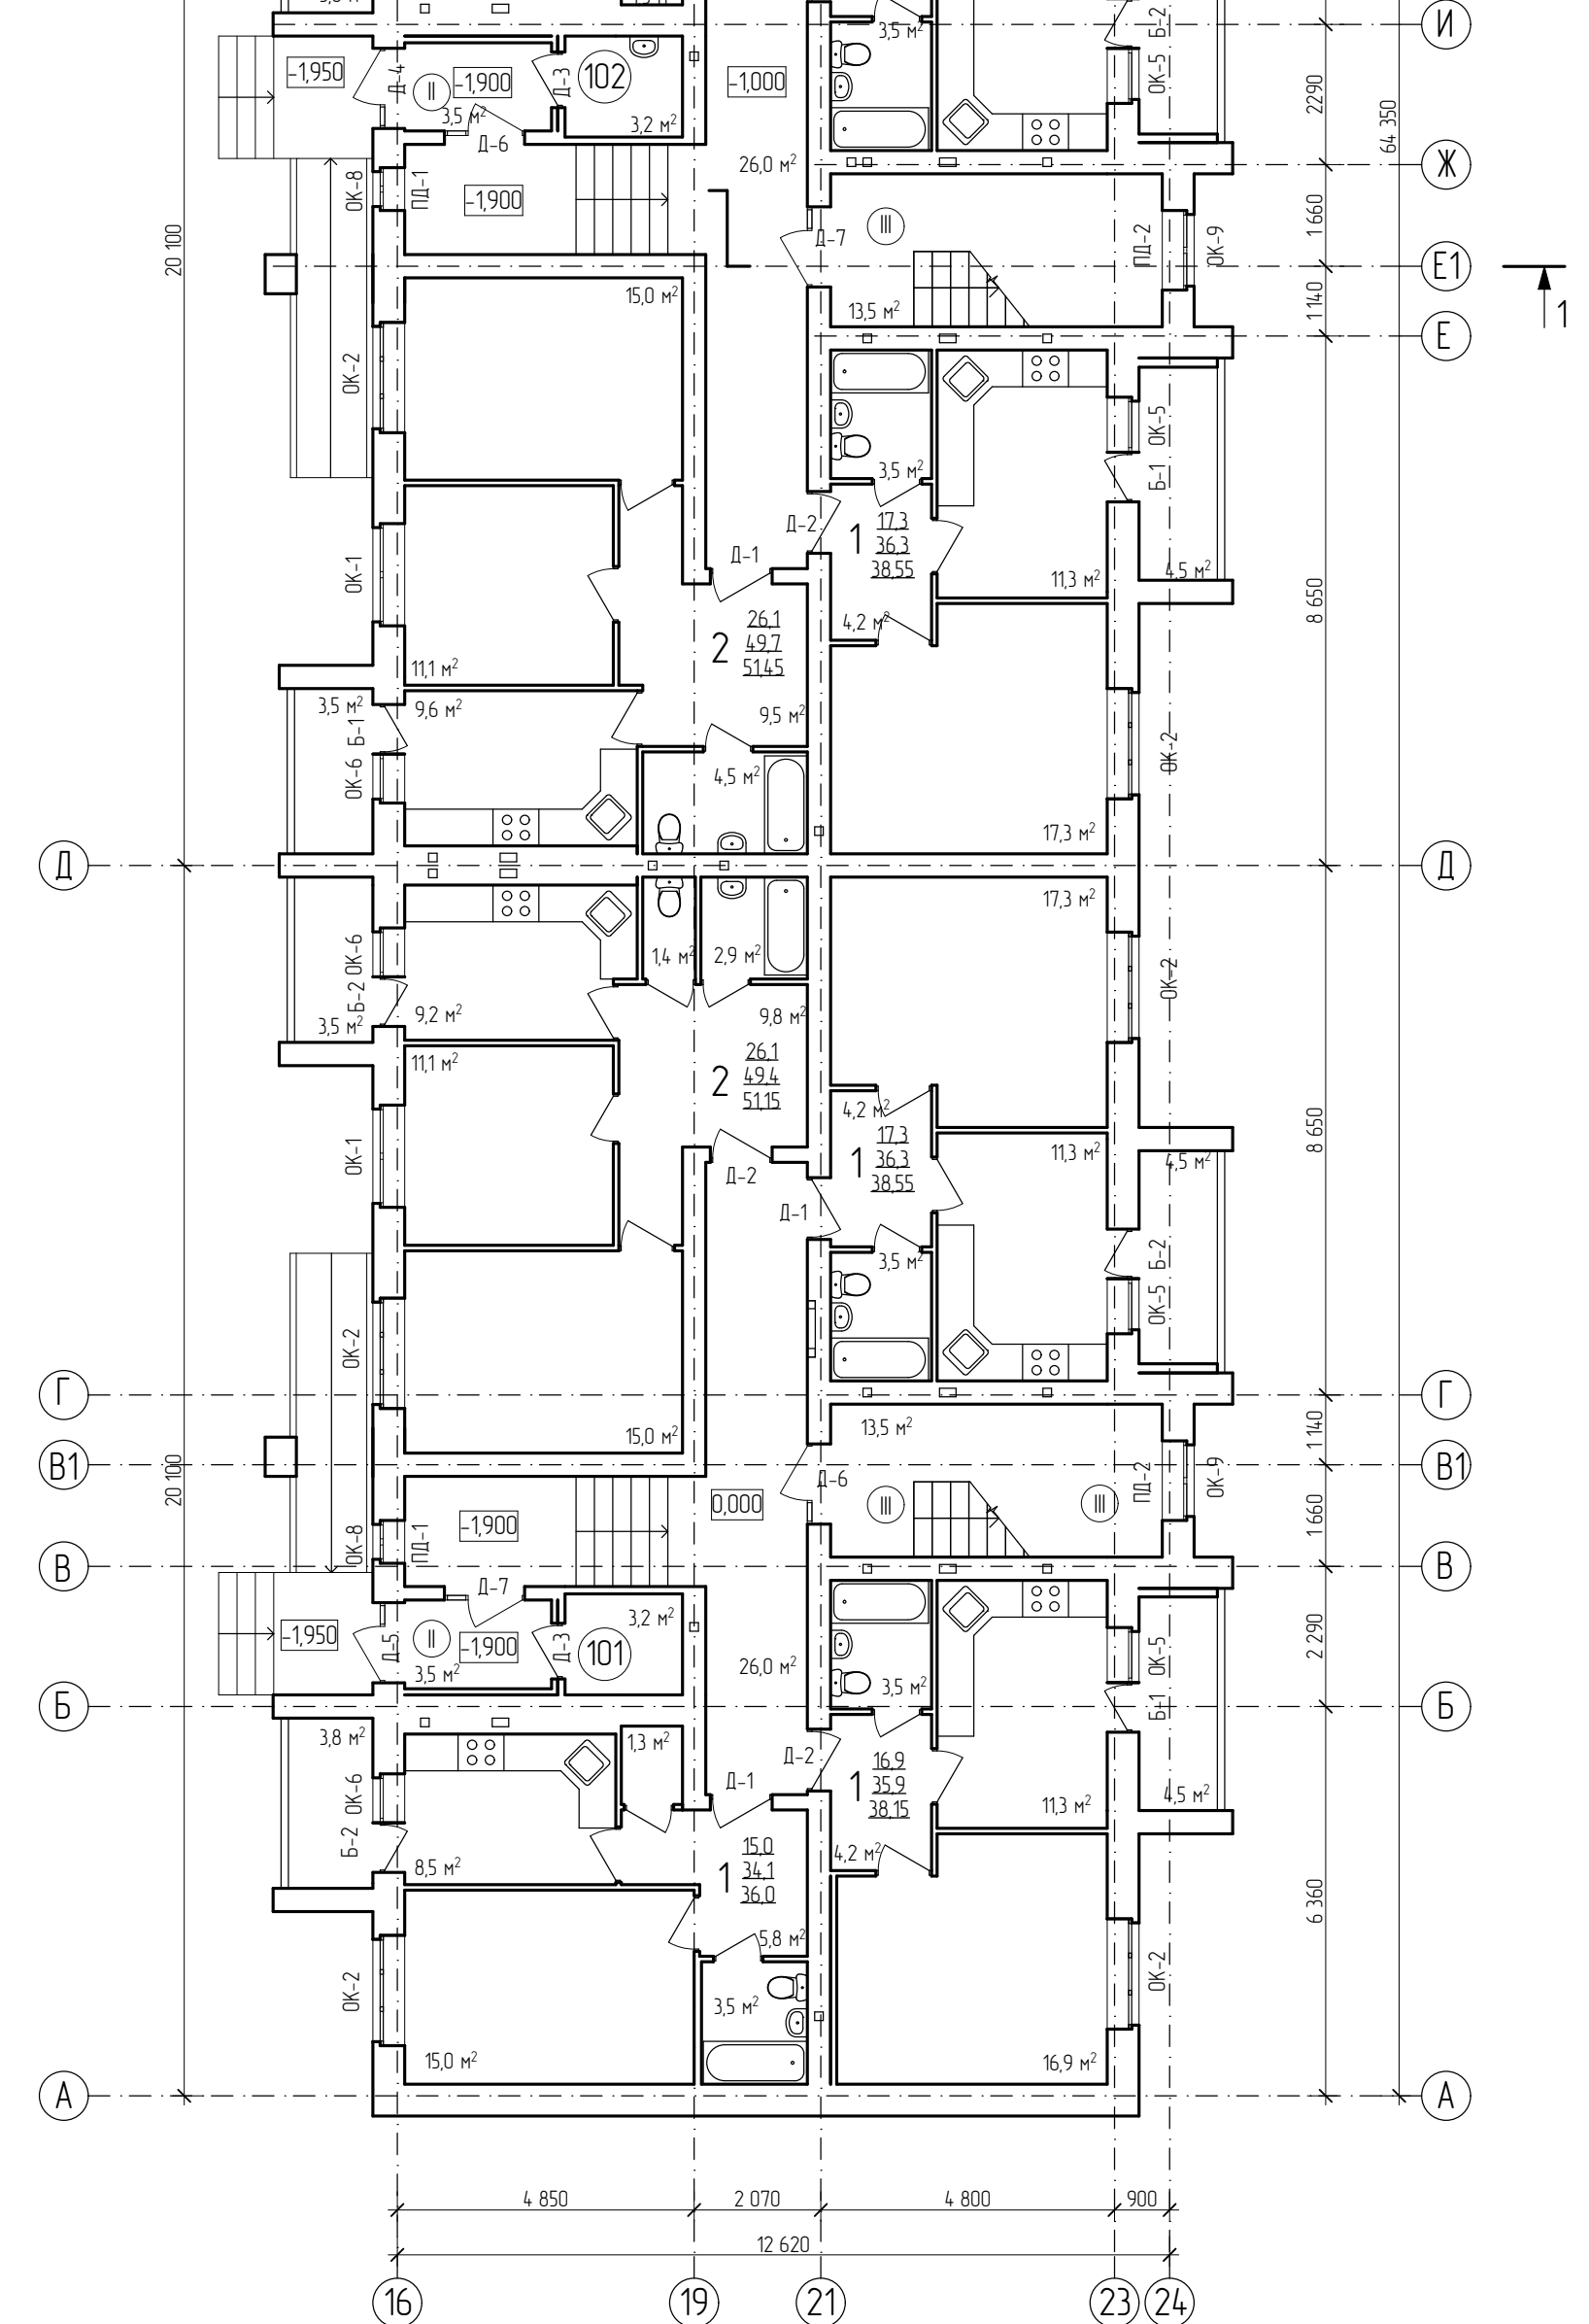 И
Б-2
3,5 м²
-1,950
Д-4
II
-1,900
Д-3
102
-1,000
ОК-5
2290
64 350
3,5 м²
3,2 м²
Д-6
26,0 м²
Ж
ОК-8
ПД-1
-1,900
III
Д-7
ПД-2
ОК-9
1 660
20 100
Е1
1
15,0 м²
13,5 м²
1 140
Е
ОК-2
3,5 м²
ОК-5
Б-1
Д-2
1
17,3
36,3
38,55
Д-1
ОК-1
11,3 м²
4,5 м²
8 650
2
26,1
49,7
51,45
4,2 м²
11,1 м²
3,5 м²
9,6 м²
9,5 м²
Б-1
ОК-6
4,5 м²
ОК-2
17,3 м²
Д
Д
17,3 м²
ОК-6
Б-2
1,4 м²
2,9 м²
ОК-2
3,5 м²
9,2 м²
9,8 м²
11,1 м²
2
26,1
49,4
51,15
4,2 м²
1
17,3
36,3
38,55
11,3 м²
4,5 м²
8 650
ОК-1
Д-2
Д-1
3,5 м²
Б-2
ОК-5
ОК-2
Г
Г
15,0 м²
13,5 м²
1 140
В1
В1
20 100
Д-6
ПД-2
ОК-9
-1,900
0,000
III
III
1 660
ОК-8
ПД-1
В
В
Д-7
3,2 м²
-1,950
Д-5
II
-1,900
Д-3
101
3,5 м²
26,0 м²
3,5 м²
ОК-5
2 290
Б
Б
Б-1
3,8 м²
1,3 м²
Д-2
Д-1
ОК-6
Б-2
1
16,9
35,9
38,15
11,3 м²
4,5 м²
8,5 м²
1
15,0
34,1
36,0
4,2 м²
6 360
5,8 м²
ОК-2
3,5 м²
ОК-2
15,0 м²
16,9 м²
А
А
4 850
2 070
4 800
900
12 620
16
19
21
23
24